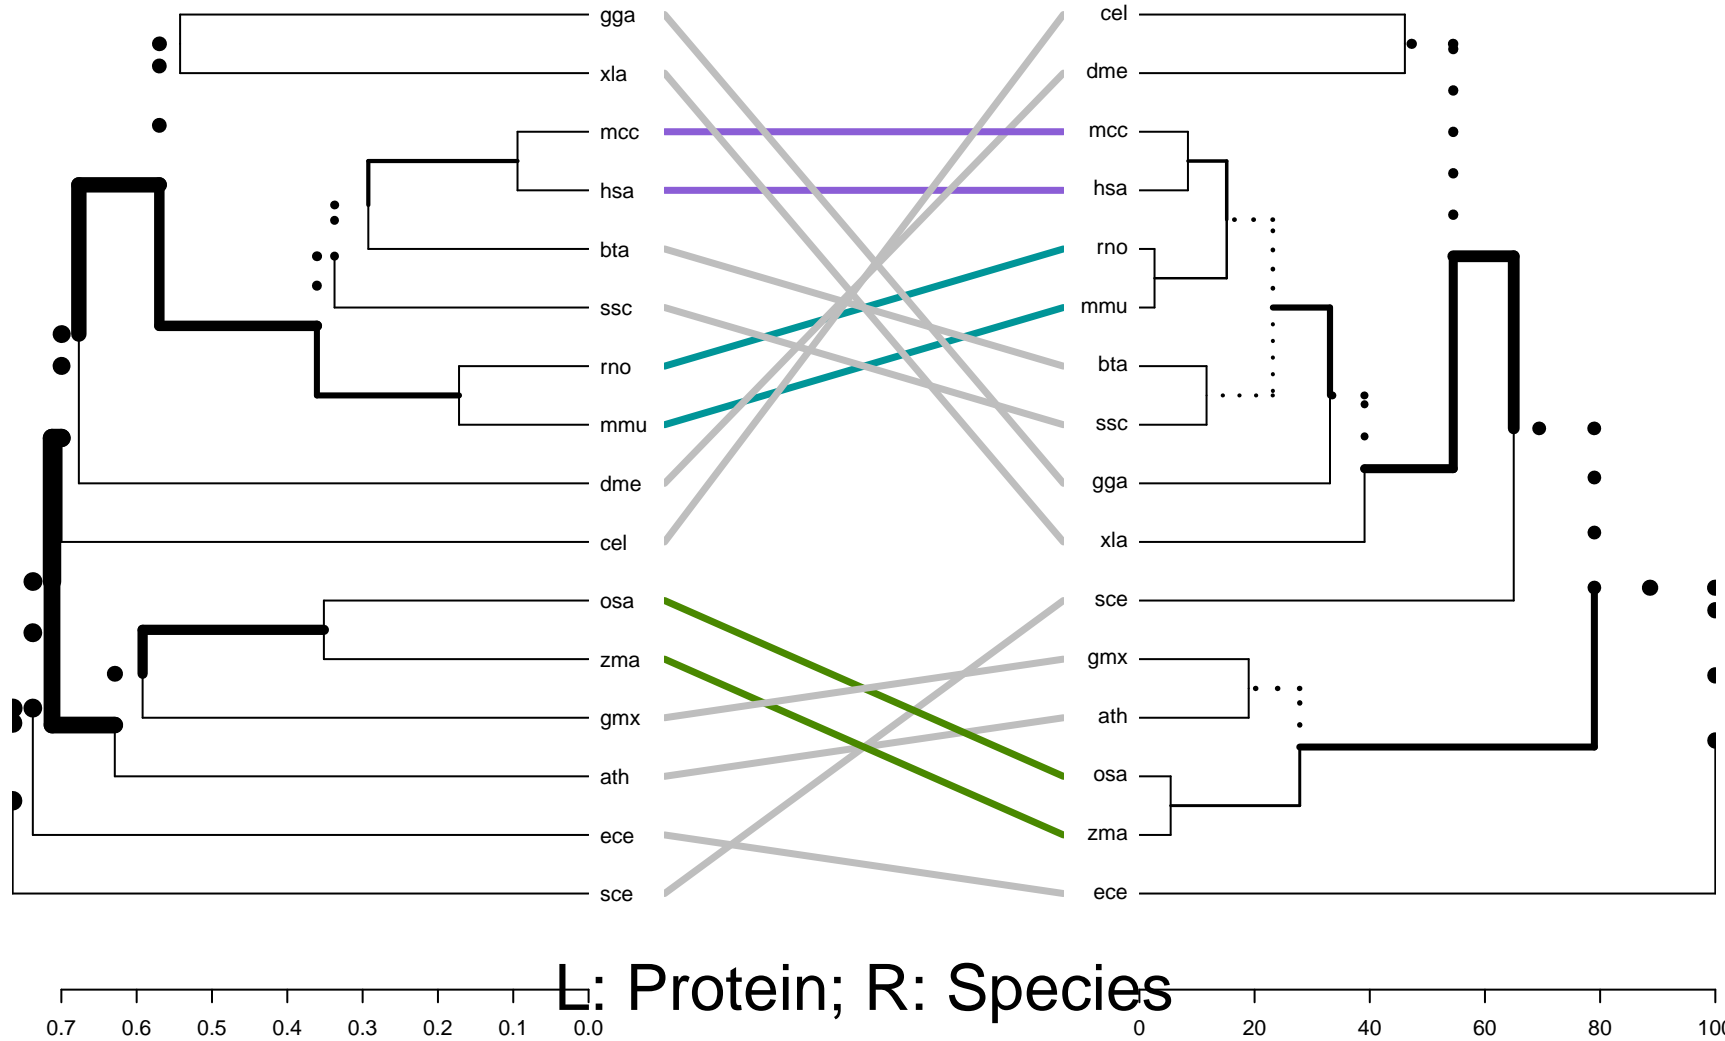 gga
xla
mcc
hsa
bta
ssc
rno
mmu
dme
cel
osa
zma
gmx
ath
ece
sce
cel
dme
mcc
hsa
rno
mmu
bta
ssc
gga
xla
sce
gmx
ath
osa
zma
ece
L: Protein; R: Species
0.7 0.6 0.5 0.4 0.3 0.2 0.1 0.0
0 20 40 60 80 100